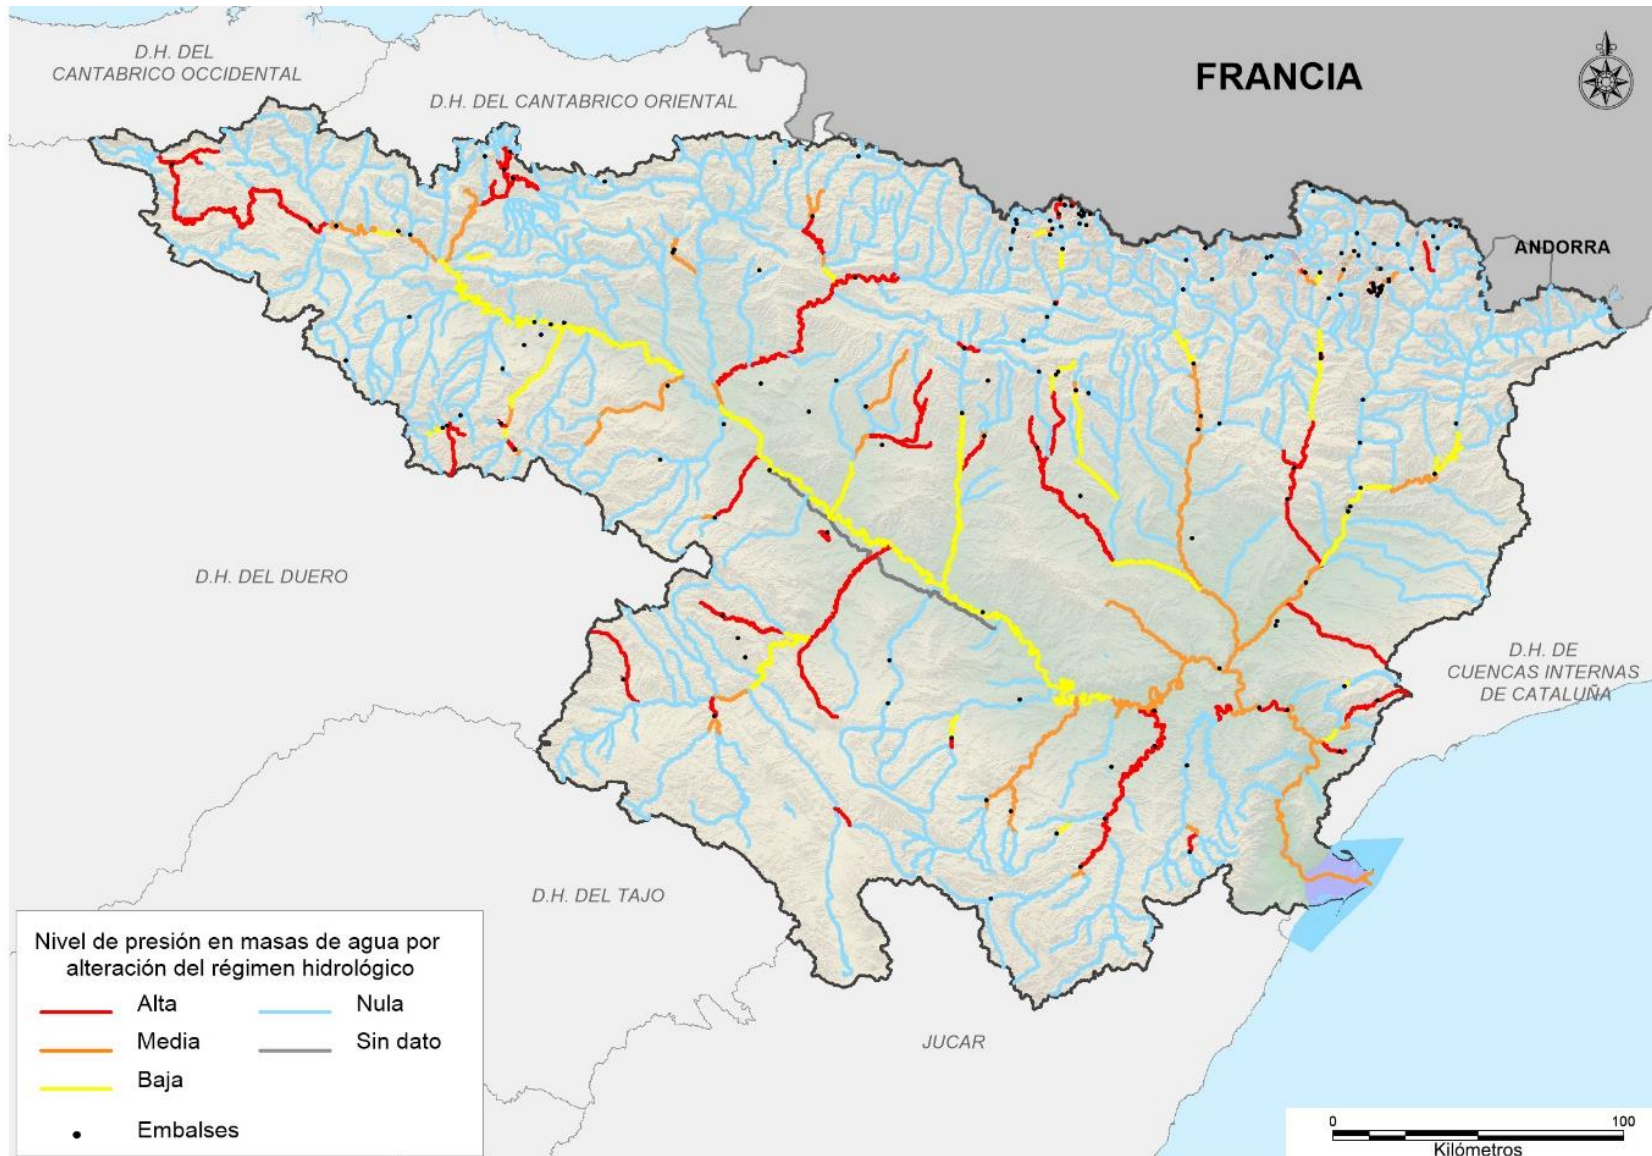 D.H. DEL
CANTABRICO OCCIDENTAL
D.H. DEL CANTABRICO ORIENTAL
FRANCIA
ANDORRA
D.H. DEL DUERO
D.H. DE
CUENCAS INTERNAS
DE CATALUÑA
D.H. DEL TAJO
JUCAR
Nivel de presión en masas de agua por
alteración del régimen hidrológico
Alta
Nula
Media
Sin dato
Baja
Embalses
0 100
Kilómetros